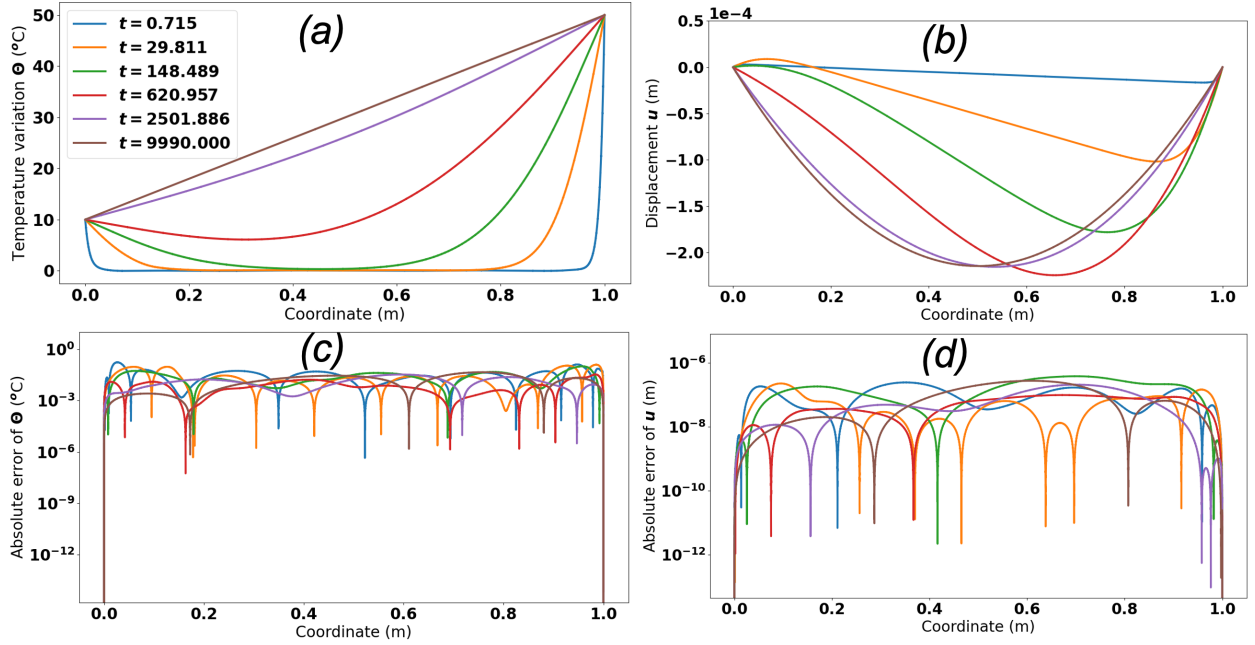 (a)
Temperature variation Θ (°C)
50
40
30
20
10
0
t = 0.715
t = 29.811
t = 148.489
t = 620.957
t = 2501.886
t = 9990.000
0.0 0.2 0.4 0.6 0.8 1.0
Coordinate (m)
(b)
1e−4
Displacement u (m)
0.5
0.0
−0.5
−1.0
−1.5
−2.0
0.0 0.2 0.4 0.6 0.8 1.0
Coordinate (m)
(c)
Absolute error of Θ (°C)
10⁰
10⁻³
10⁻⁶
10⁻⁹
10⁻¹²
0.0 0.2 0.4 0.6 0.8 1.0
Coordinate (m)
(d)
Absolute error of u (m)
10⁻⁶
10⁻⁸
10⁻¹⁰
10⁻¹²
0.0 0.2 0.4 0.6 0.8 1.0
Coordinate (m)